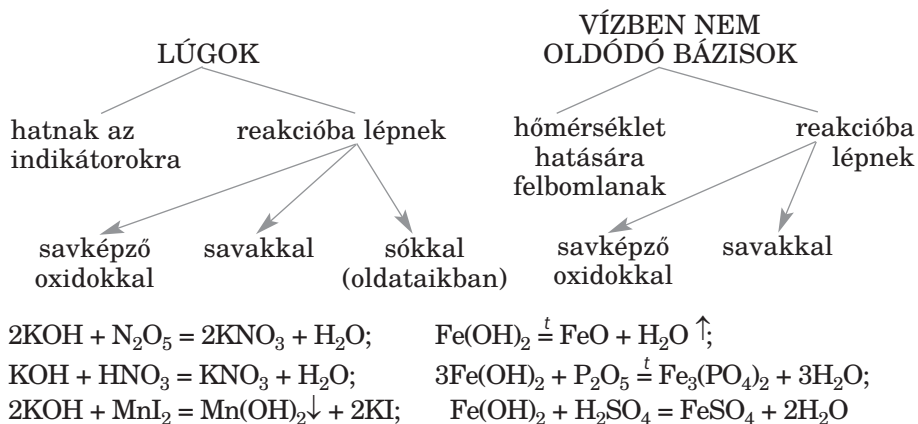 LÚGOK
hatnak az
indikátorokra
reakcióba lépnek
savképző
oxidokkal
savakkal
sókkal
(oldataikban)
VÍZBEN NEM
OLDÓDÓ BÁZISOK
hőmérséklet
hatására
felbomlanak
reakcióba
lépnek
savképző
oxidokkal
savakkal
2KOH + N₂O₅ = 2KNO₃ + H₂O;
KOH + HNO₃ = KNO₃ + H₂O;
2KOH + MnI₂ = Mn(OH)₂↓ + 2KI;
Fe(OH)₂ =ᵗ FeO + H₂O ↑;
3Fe(OH)₂ + P₂O₅ =ᵗ Fe₃(PO₄)₂ + 3H₂O;
Fe(OH)₂ + H₂SO₄ = FeSO₄ + 2H₂O